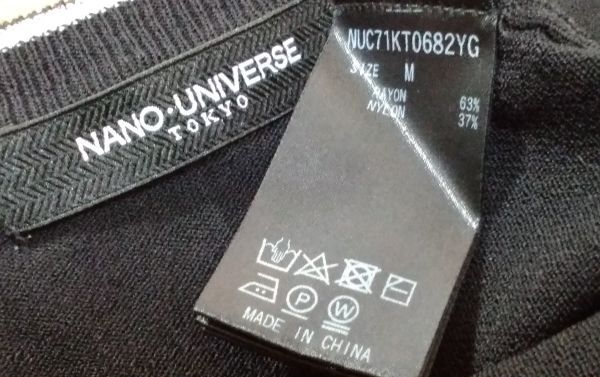 NANO·UNIVERSE
TOKYO
NUC71KT0682YG
SIZE M
RAYON 63%
NYLON 37%
P W
MADE IN CHINA